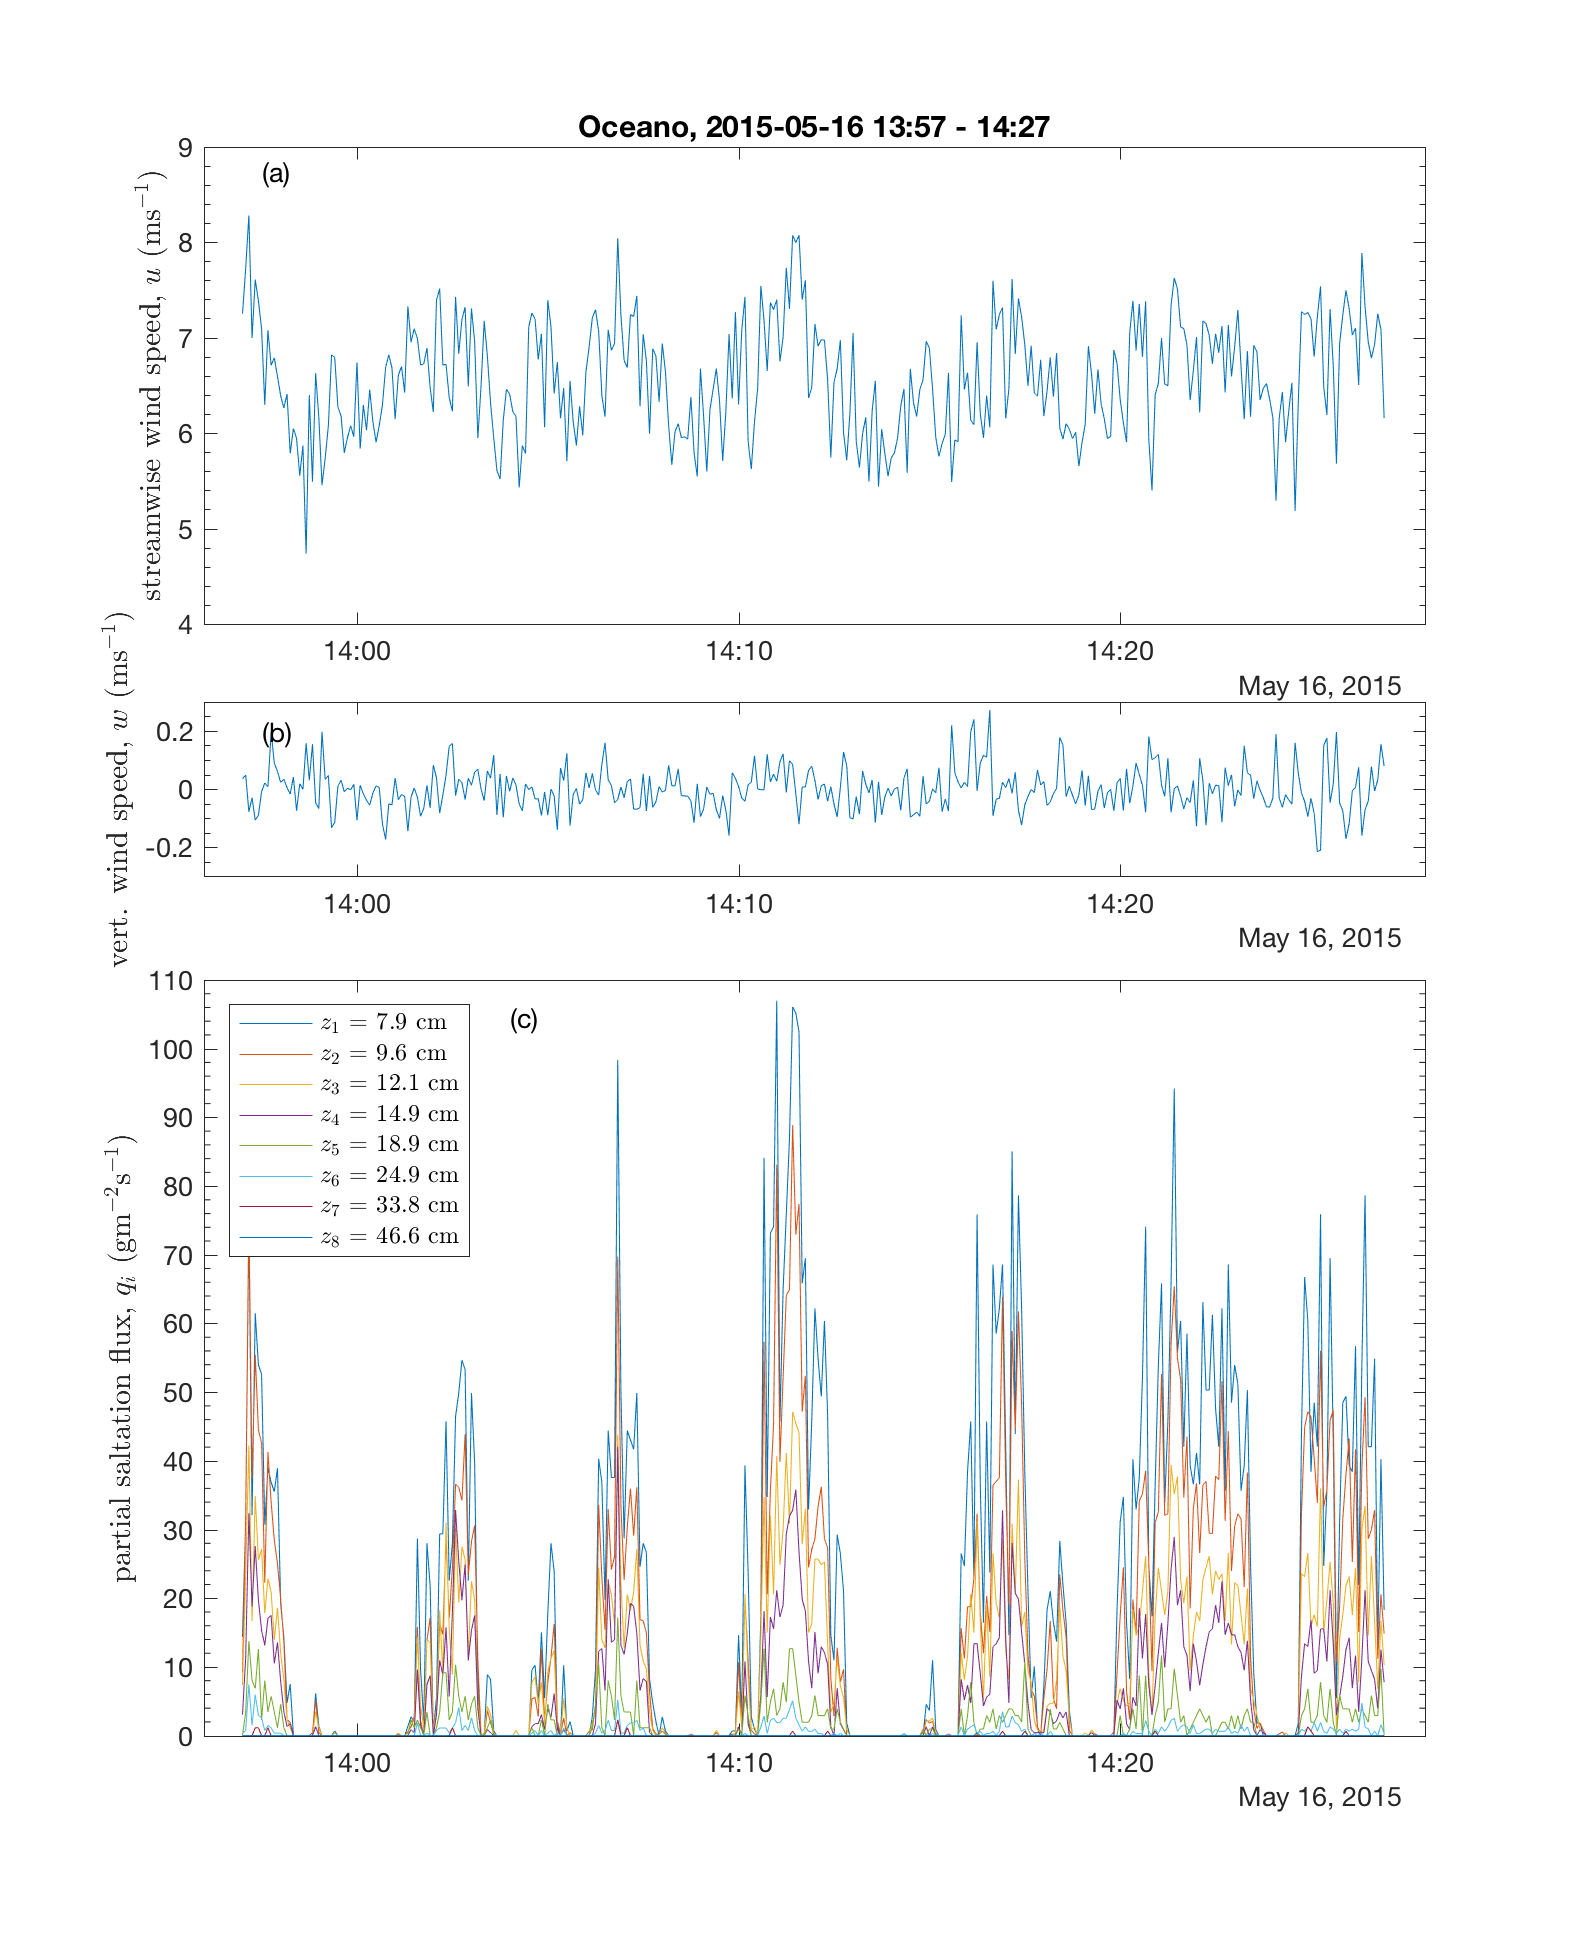 Oceano, 2015-05-16 13:57 - 14:27
(a)
streamwise wind speed, u (ms⁻¹)
9
8
7
6
5
4
14:00 14:10 14:20
May 16, 2015
(b)
vert. wind speed, w (ms⁻¹)
0.2
0
-0.2
14:00 14:10 14:20
May 16, 2015
(c)
partial saltation flux, qᵢ (gm⁻²s⁻¹)
110
100
90
80
70
60
50
40
30
20
10
0
z₁ = 7.9 cm
z₂ = 9.6 cm
z₃ = 12.1 cm
z₄ = 14.9 cm
z₅ = 18.9 cm
z₆ = 24.9 cm
z₇ = 33.8 cm
z₈ = 46.6 cm
14:00 14:10 14:20
May 16, 2015